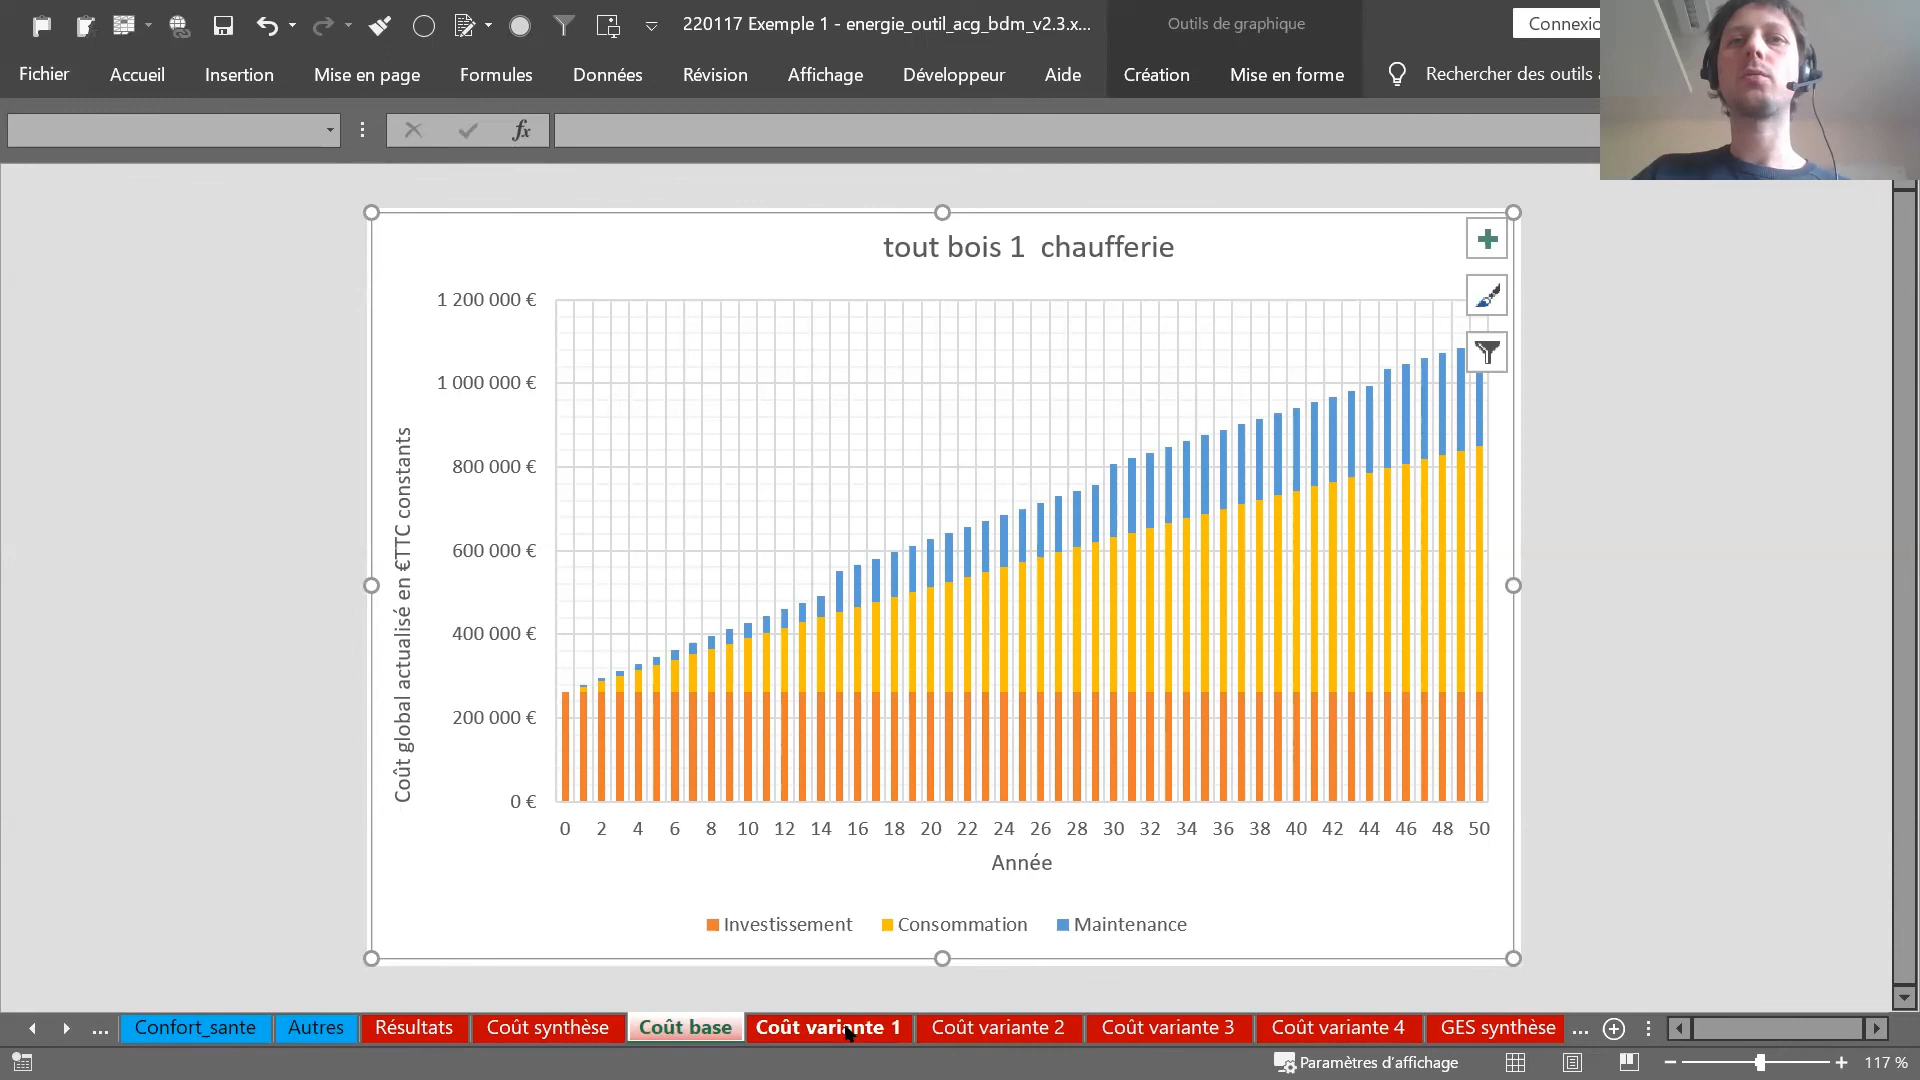 220117 Exemple 1 - energie_outil_acg_bdm_v2.3.x...
Outils de graphique
Connexio
Fichier
Accueil
Insertion
Mise en page
Formules
Données
Révision
Affichage
Développeur
Aide
Création
Mise en forme
Rechercher des outils a
fx
tout bois 1 chaufferie
1 200 000 €
1 000 000 €
800 000 €
600 000 €
400 000 €
200 000 €
0 €
Coût global actualisé en €TTC constants
0 2 4 6 8 10 12 14 16 18 20 22 24 26 28 30 32 34 36 38 40 42 44 46 48 50
Année
Investissement
Consommation
Maintenance
...
Confort_sante
Autres
Résultats
Coût synthèse
Coût base
Coût variante 1
Coût variante 2
Coût variante 3
Coût variante 4
GES synthèse
...
Paramètres d'affichage
117 %